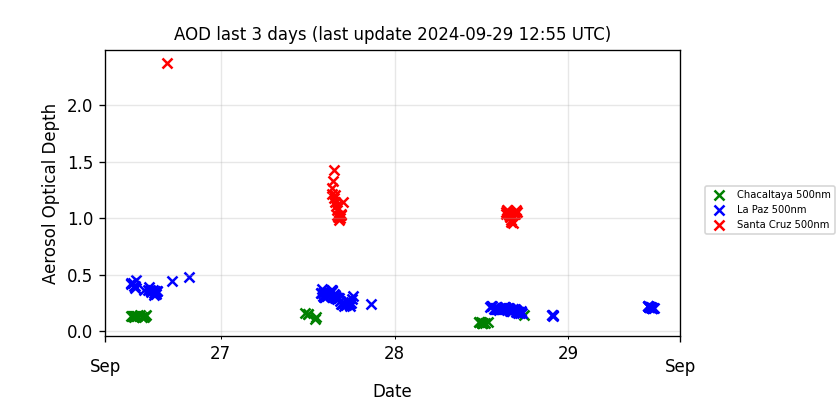 AOD last 3 days (last update 2024-09-29 12:55 UTC)
Aerosol Optical Depth
2.0
1.5
1.0
0.5
0.0
27
28
29
Sep
Sep
Date
Chacaltaya 500nm
La Paz 500nm
Santa Cruz 500nm